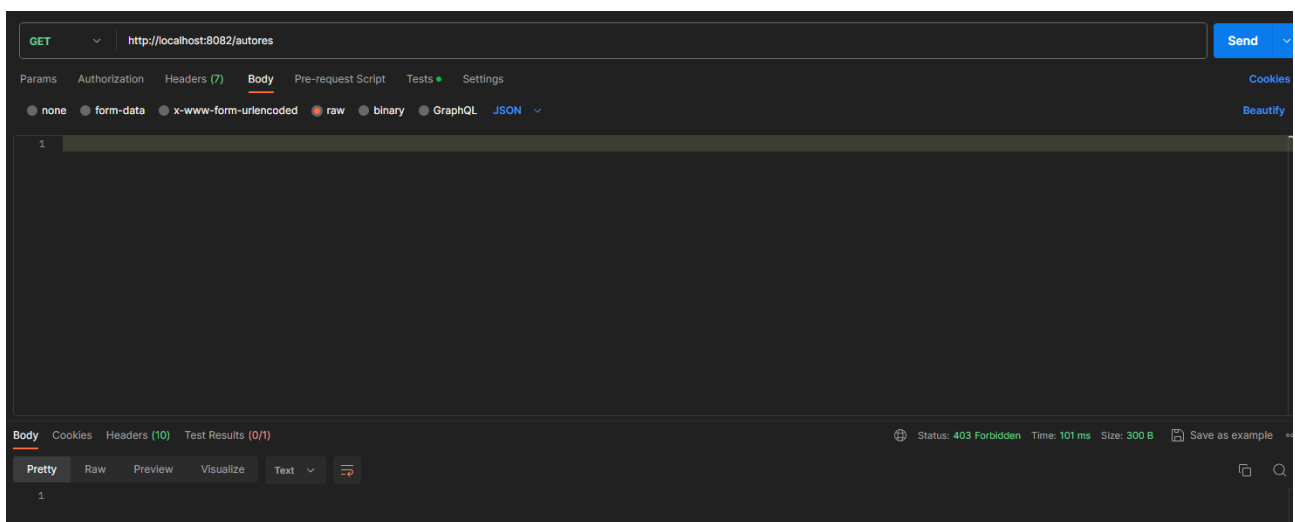 GET http://localhost:8082/autores Send
Params Authorization Headers (7) Body Pre-request Script Tests Settings Cookies
none form-data x-www-form-urlencoded raw binary GraphQL JSON Beautify
1
Body Cookies Headers (10) Test Results (0/1) Status: 403 Forbidden Time: 101 ms Size: 300 B Save as example
Pretty Raw Preview Visualize Text
1